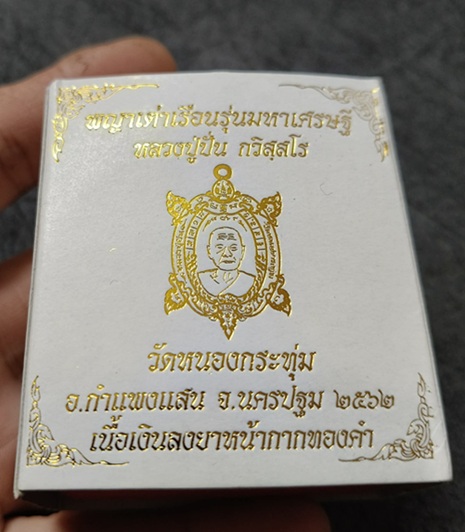 พญาเต่าเรือนรุ่นมหาเศรษฐี
หลวงปู่ปั่น กวิสฺสโร
วัดหนองกระทุ่ม
อ.กำแพงแสน จ.นครปฐม ๒๕๖๒
เนื้อเงินลงยาหน้ากากทองคำ